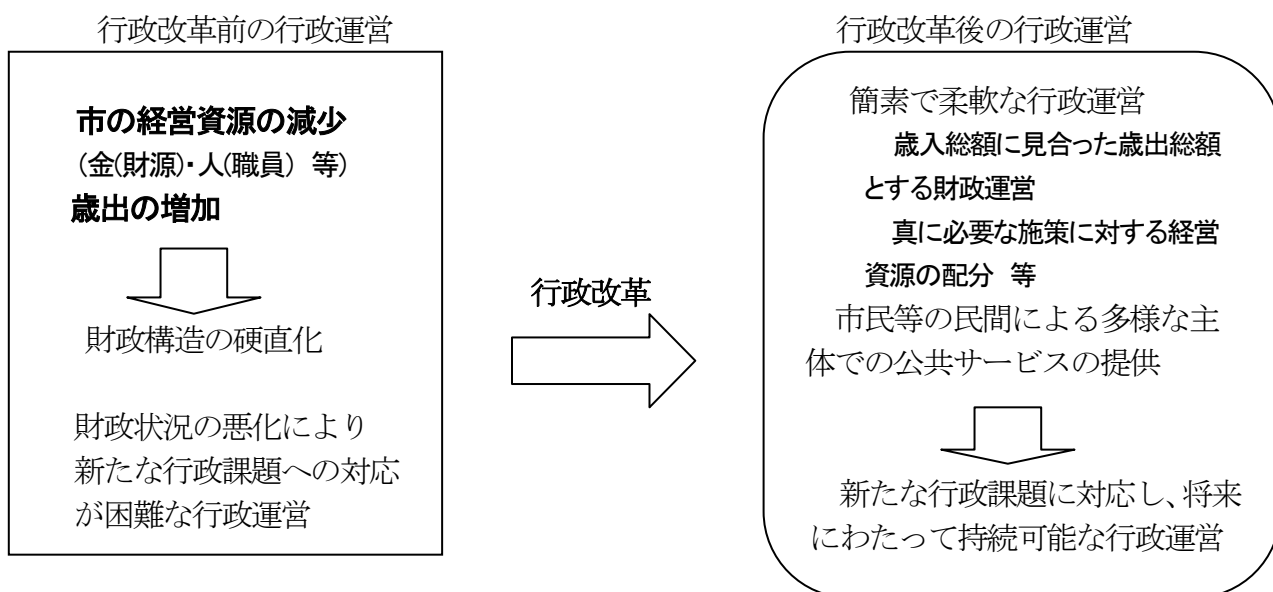 行政改革前の行政運営
市の経営資源の減少
（金(財源)・人(職員） 等）
歳出の増加
財政構造の硬直化
財政状況の悪化により
新たな行政課題への対応
が困難な行政運営
行政改革
行政改革後の行政運営
簡素で柔軟な行政運営
歳入総額に見合った歳出総額
とする財政運営
真に必要な施策に対する経営
資源の配分 等
市民等の民間による多様な主
体での公共サービスの提供
新たな行政課題に対応し、将来
にわたって持続可能な行政運営